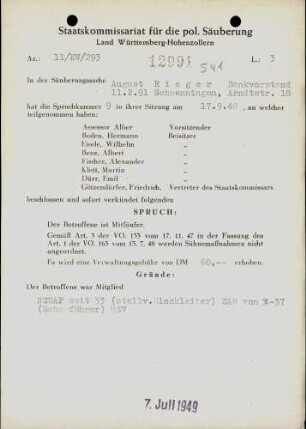 Staatskommissariat für die pol. Säuberung
Land Württemberg-Hohenzollern
Az.: 11/KW/293
12991 541
L.: 3
In der Säuberungssache
August Rieger Bankvorstand
11.2.91 Schwenningen, Arndtstr. 18
hat die Spruchkammer 9 in ihrer Sitzung am 17.9.48, an welcher
teilgenommen haben:
Assessor Alber Vorsitzender
Boden, Hermann Beisitzer
Eisele, Wilhelm "
Benz, Albert "
Fischer, Alexander "
Klett, Martin "
Dürr, Emil "
Götzendörfer, Friedrich, Vertreter des Staatskommissars
beschlossen und sofort verkündet folgenden
SPRUCH:
Der Betroffene ist Mitläufer.
Gemäß Art. 3 der VO. 133 vom 17. 11. 47 in der Fassung des
Art. 1 der VO. 165 vom 13. 7. 48 werden Sühnemaßnahmen nicht
angeordnet.
Es wird eine Verwaltungsgebühr von DM 60,-- erhoben.
Gründe:
Der Betroffene war Mitglied
NSDAP seit 33 (stellv. Blockleiter) SAR von
(Scharführer) NSV
7. Juli 1949